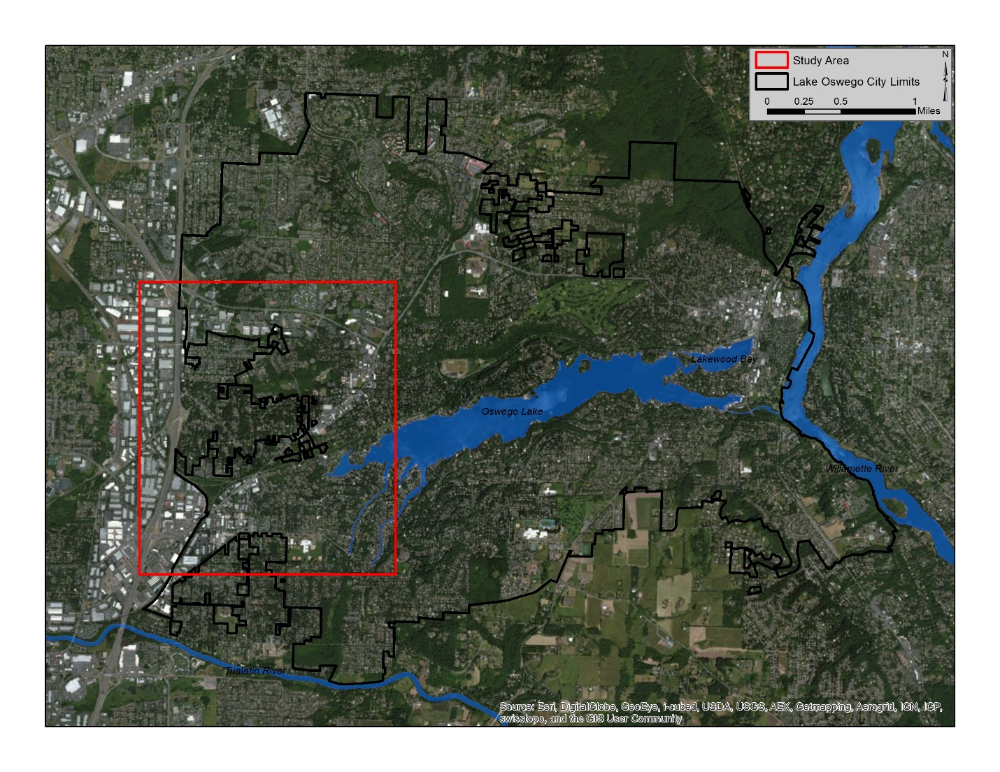 N
Study Area
Lake Oswego City Limits
0 0.25 0.5 1
Miles
Lakewood Bay
Oswego Lake
Willamette River
Tualatin River
Source: Esri, DigitalGlobe, GeoEye, i-cubed, USDA, USGS, AEX, Getmapping, Aerogrid, IGN, IGP,
swisstopo, and the GIS User Community